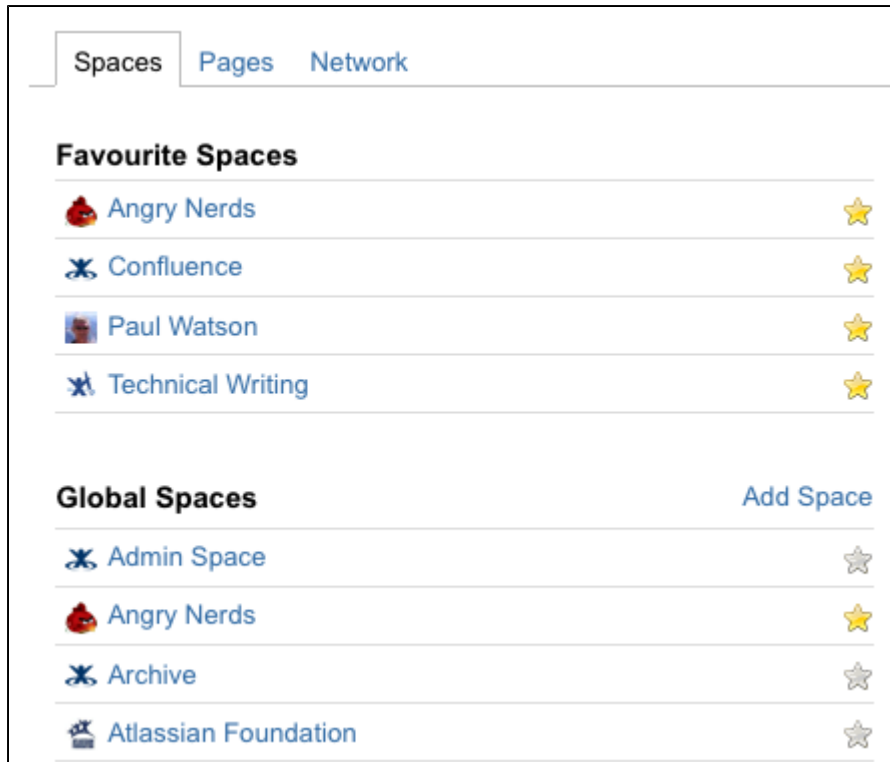 Spaces Pages Network
Favourite Spaces
Angry Nerds
Confluence
Paul Watson
Technical Writing
Global Spaces Add Space
Admin Space
Angry Nerds
Archive
Atlassian Foundation